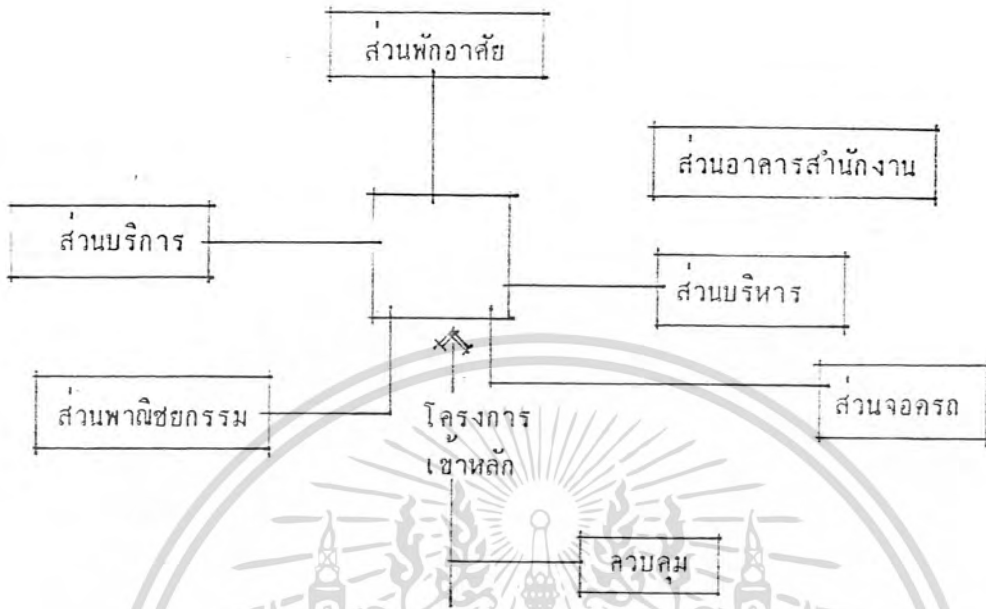 ส่วนพักอาศัย
ส่วนอาคารสำนักงาน
ส่วนบริการ
ส่วนบริหาร
ส่วนพาณิชยกรรม
โครงการ
เข้าหลัก
ส่วนจอดรถ
ควบคุม